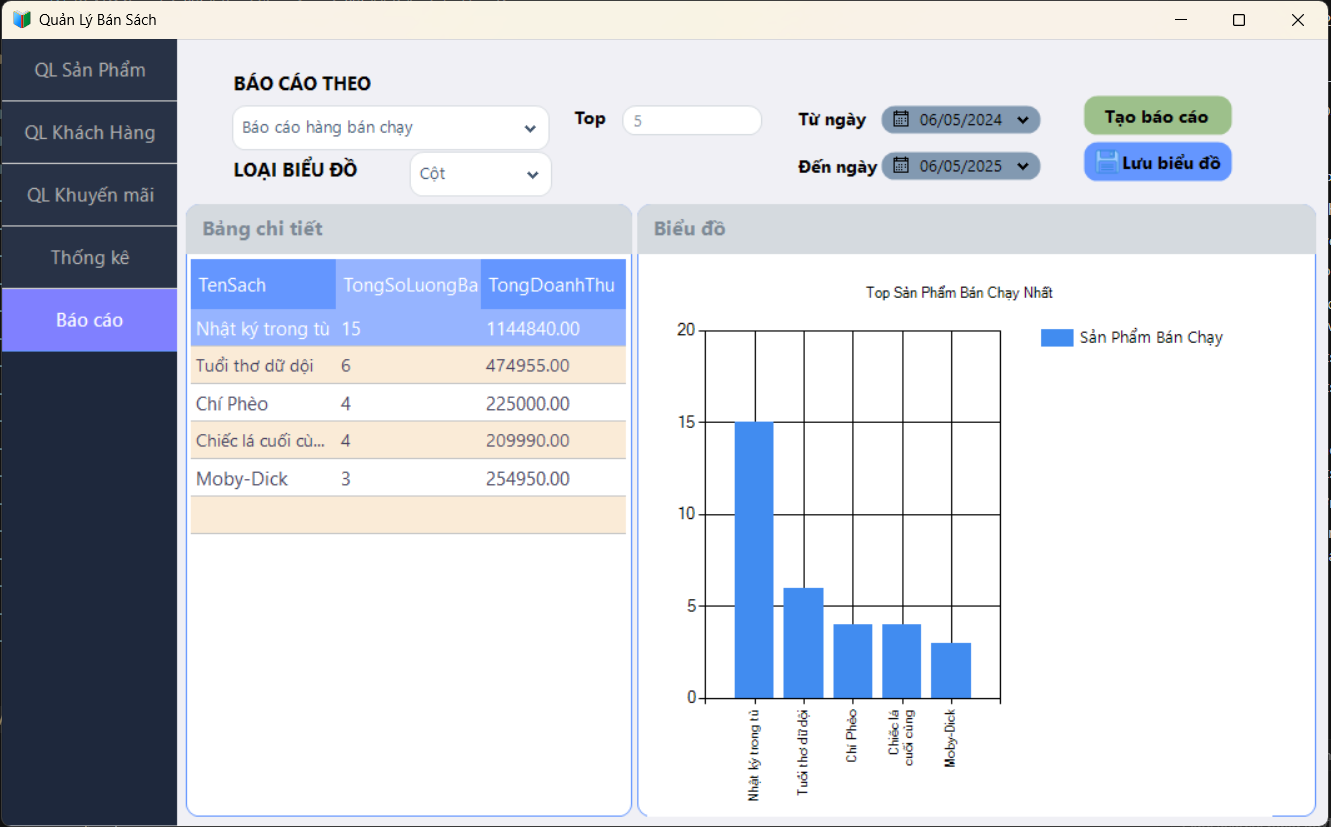 Quản Lý Bán Sách
QL Sản Phẩm
QL Khách Hàng
QL Khuyến mãi
Thống kê
Báo cáo
BÁO CÁO THEO
Báo cáo hàng bán chạy
Top 5
Từ ngày 06/05/2024
Tạo báo cáo
LOẠI BIỂU ĐỒ
Cột
Đến ngày 06/05/2025
Lưu biểu đồ
Bảng chi tiết
TenSach TongSoLuongBa TongDoanhThu
Nhật ký trong tù 15 1144840.00
Tuổi thơ dữ dội 6 474955.00
Chí Phèo 4 225000.00
Chiếc lá cuối cù... 4 209990.00
Moby-Dick 3 254950.00
Biểu đồ
Top Sản Phẩm Bán Chạy Nhất
Sản Phẩm Bán Chạy
20
15
10
5
0
Nhật ký trong tù
Tuổi thơ dữ dội
Chí Phèo
Chiếc lá
cuối cùng
Moby-Dick